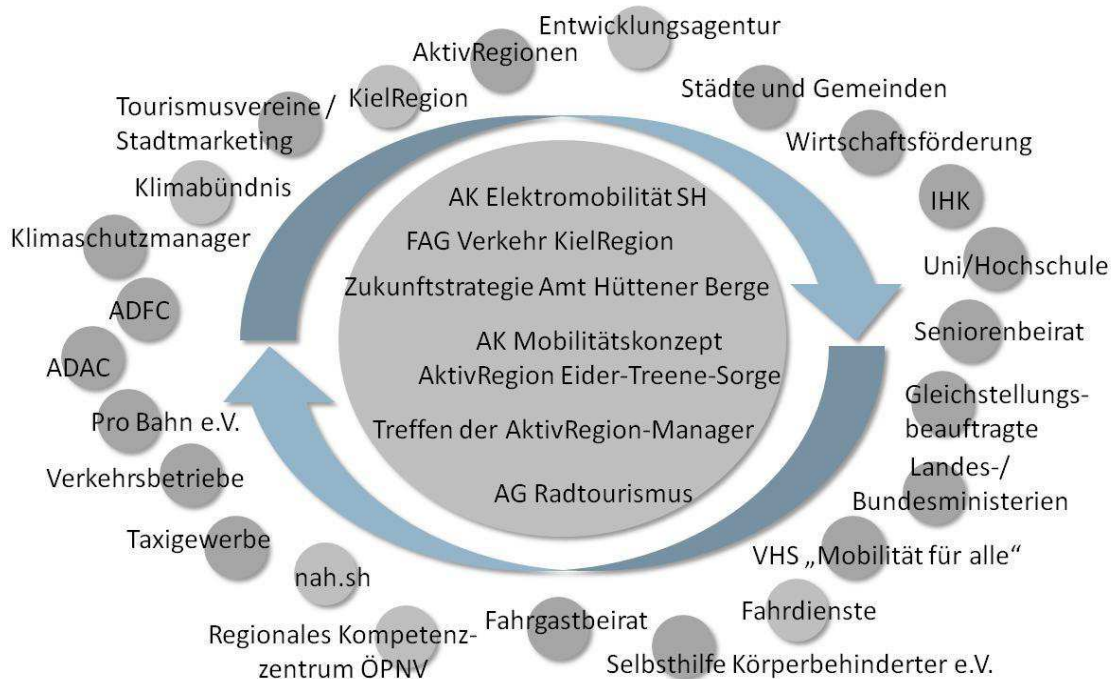 Entwicklungsagentur
AktivRegionen
KielRegion
Tourismusvereine /
Stadtmarketing
Klimabündnis
Klimaschutzmanager
ADFC
ADAC
Pro Bahn e.V.
Verkehrsbetriebe
Taxigewerbe
nah.sh
Regionales Kompetenz-
zentrum ÖPNV
Städte und Gemeinden
Wirtschaftsförderung
IHK
Uni/Hochschule
Seniorenbeirat
Gleichstellungs-
beauftragte
Landes-/
Bundesministerien
VHS „Mobilität für alle“
Fahrdienste
Selbsthilfe Körperbehinderter e.V.
Fahrgastbeirat
AK Elektromobilität SH
FAG Verkehr KielRegion
Zukunftstrategie Amt Hüttener Berge
AK Mobilitätskonzept
AktivRegion Eider-Treene-Sorge
Treffen der AktivRegion-Manager
AG Radtourismus